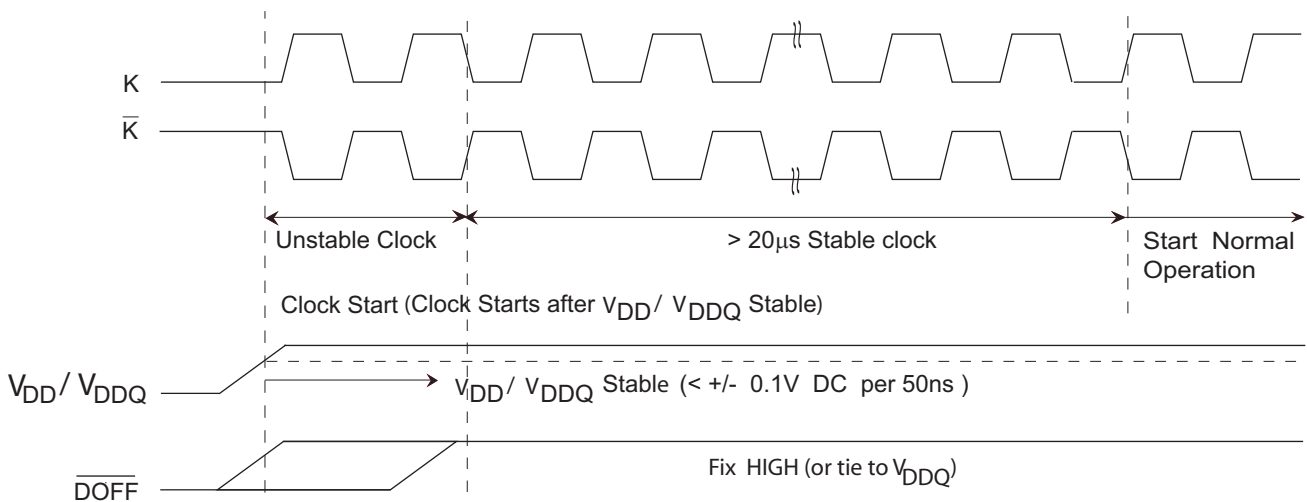 K
K̅
Unstable Clock
> 20μs Stable clock
Start Normal
Operation
Clock Start (Clock Starts after VDD/ VDDQ Stable)
VDD/ VDDQ
VDD/ VDDQ Stable (< +/- 0.1V DC per 50ns )
D̅O̅F̅F̅
Fix HIGH (or tie to VDDQ)